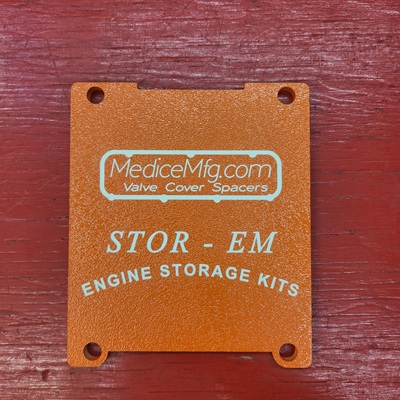 MediceMfg.com
Valve Cover Spacers
STOR - EM
ENGINE STORAGE KITS